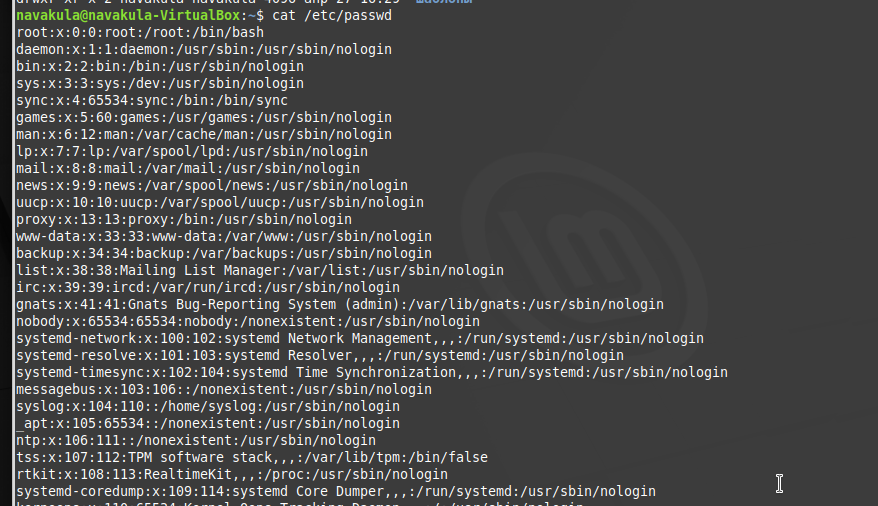 navakula@navakula-VirtualBox:~$ cat /etc/passwd
root:x:0:0:root:/root:/bin/bash
daemon:x:1:1:daemon:/usr/sbin:/usr/sbin/nologin
bin:x:2:2:bin:/bin:/usr/sbin/nologin
sys:x:3:3:sys:/dev:/usr/sbin/nologin
sync:x:4:65534:sync:/bin:/bin/sync
games:x:5:60:games:/usr/games:/usr/sbin/nologin
man:x:6:12:man:/var/cache/man:/usr/sbin/nologin
lp:x:7:7:lp:/var/spool/lpd:/usr/sbin/nologin
mail:x:8:8:mail:/var/mail:/usr/sbin/nologin
news:x:9:9:news:/var/spool/news:/usr/sbin/nologin
uucp:x:10:10:uucp:/var/spool/uucp:/usr/sbin/nologin
proxy:x:13:13:proxy:/bin:/usr/sbin/nologin
www-data:x:33:33:www-data:/var/www:/usr/sbin/nologin
backup:x:34:34:backup:/var/backups:/usr/sbin/nologin
list:x:38:38:Mailing List Manager:/var/list:/usr/sbin/nologin
irc:x:39:39:ircd:/var/run/ircd:/usr/sbin/nologin
gnats:x:41:41:Gnats Bug-Reporting System (admin):/var/lib/gnats:/usr/sbin/nologin
nobody:x:65534:65534:nobody:/nonexistent:/usr/sbin/nologin
systemd-network:x:100:102:systemd Network Management,,,:/run/systemd:/usr/sbin/nologin
systemd-resolve:x:101:103:systemd Resolver,,,:/run/systemd:/usr/sbin/nologin
systemd-timesync:x:102:104:systemd Time Synchronization,,,:/run/systemd:/usr/sbin/nologin
messagebus:x:103:106::/nonexistent:/usr/sbin/nologin
syslog:x:104:110::/home/syslog:/usr/sbin/nologin
_apt:x:105:65534::/nonexistent:/usr/sbin/nologin
ntp:x:106:111::/nonexistent:/usr/sbin/nologin
tss:x:107:112:TPM software stack,,,:/var/lib/tpm:/bin/false
rtkit:x:108:113:RealtimeKit,,,:/proc:/usr/sbin/nologin
systemd-coredump:x:109:114:systemd Core Dumper,,,:/run/systemd:/usr/sbin/nologin